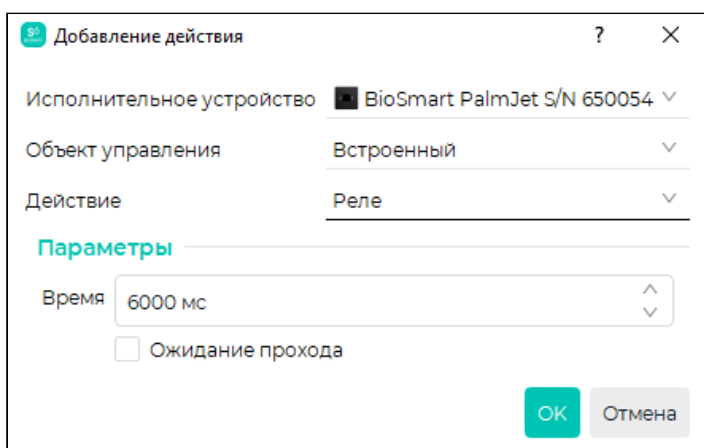 Добавление действия ?
Исполнительное устройство BioSmart PalmJet S/N 650054
Объект управления Встроенный
Действие Реле
Параметры
Время 6000 мс
Ожидание прохода
OK Отмена